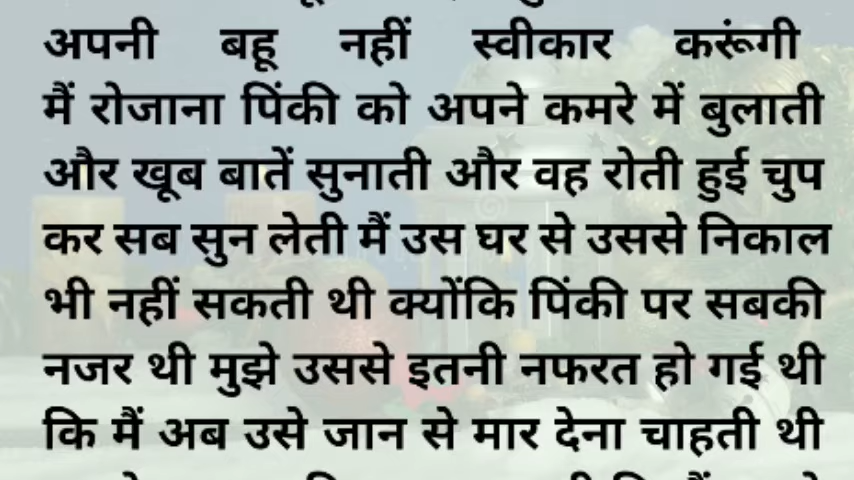 अपनी बहू नहीं स्वीकार करूंगी
मैं रोजाना पिंकी को अपने कमरे में बुलाती
और खूब बातें सुनाती और वह रोती हुई चुप
कर सब सुन लेती मैं उस घर से उससे निकाल
भी नहीं सकती थी क्योंकि पिंकी पर सबकी
नजर थी मुझे उससे इतनी नफरत हो गई थी
कि मैं अब उसे जान से मार देना चाहती थी